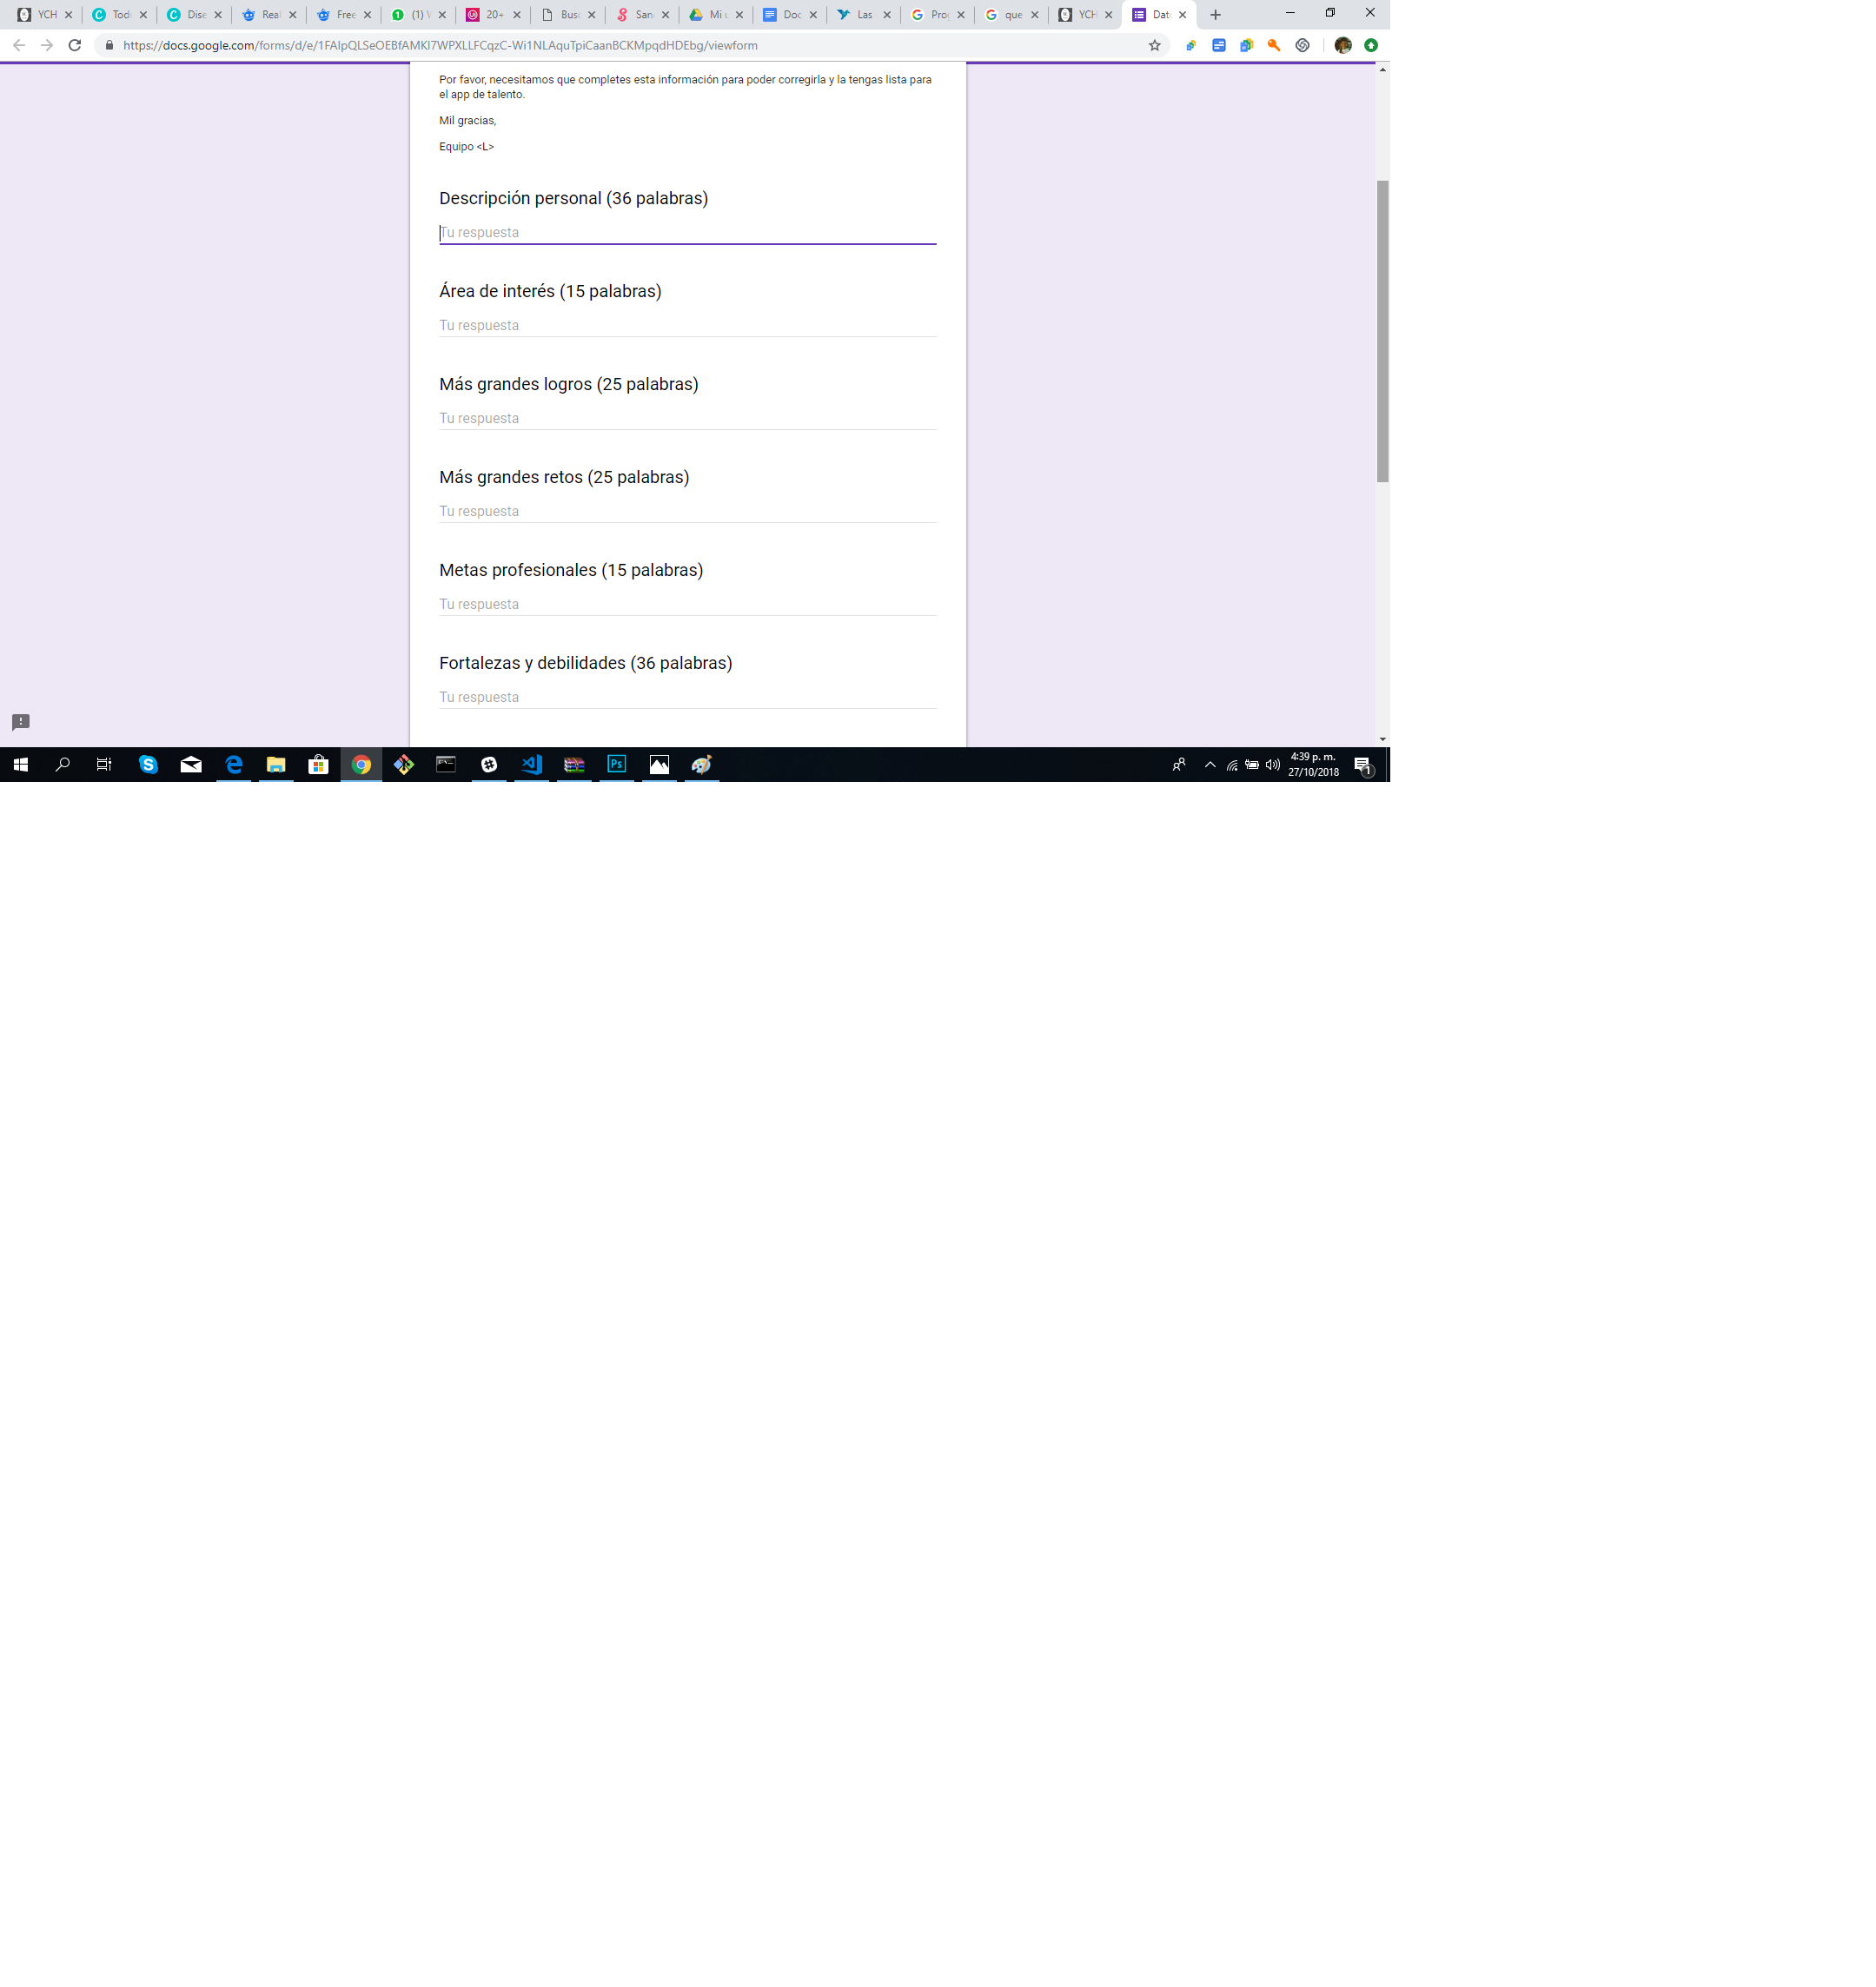 YCH Tod Dise Rea Free (1) 20+ Bus San Mi u Doc Las Pro que YCH Dat
https://docs.google.com/forms/d/e/1FAIpQLSeOEBfAMKI7WPXLLFCqzC-Wi1NLAquTpiCaanBCKMpqdHDEbg/viewform
Por favor, necesitamos que completes esta información para poder corregirla y la tengas lista para
el app de talento.
Mil gracias,
Equipo <L>
Descripción personal (36 palabras)
Tu respuesta
Área de interés (15 palabras)
Tu respuesta
Más grandes logros (25 palabras)
Tu respuesta
Más grandes retos (25 palabras)
Tu respuesta
Metas profesionales (15 palabras)
Tu respuesta
Fortalezas y debilidades (36 palabras)
Tu respuesta
4:39 p. m.
27/10/2018